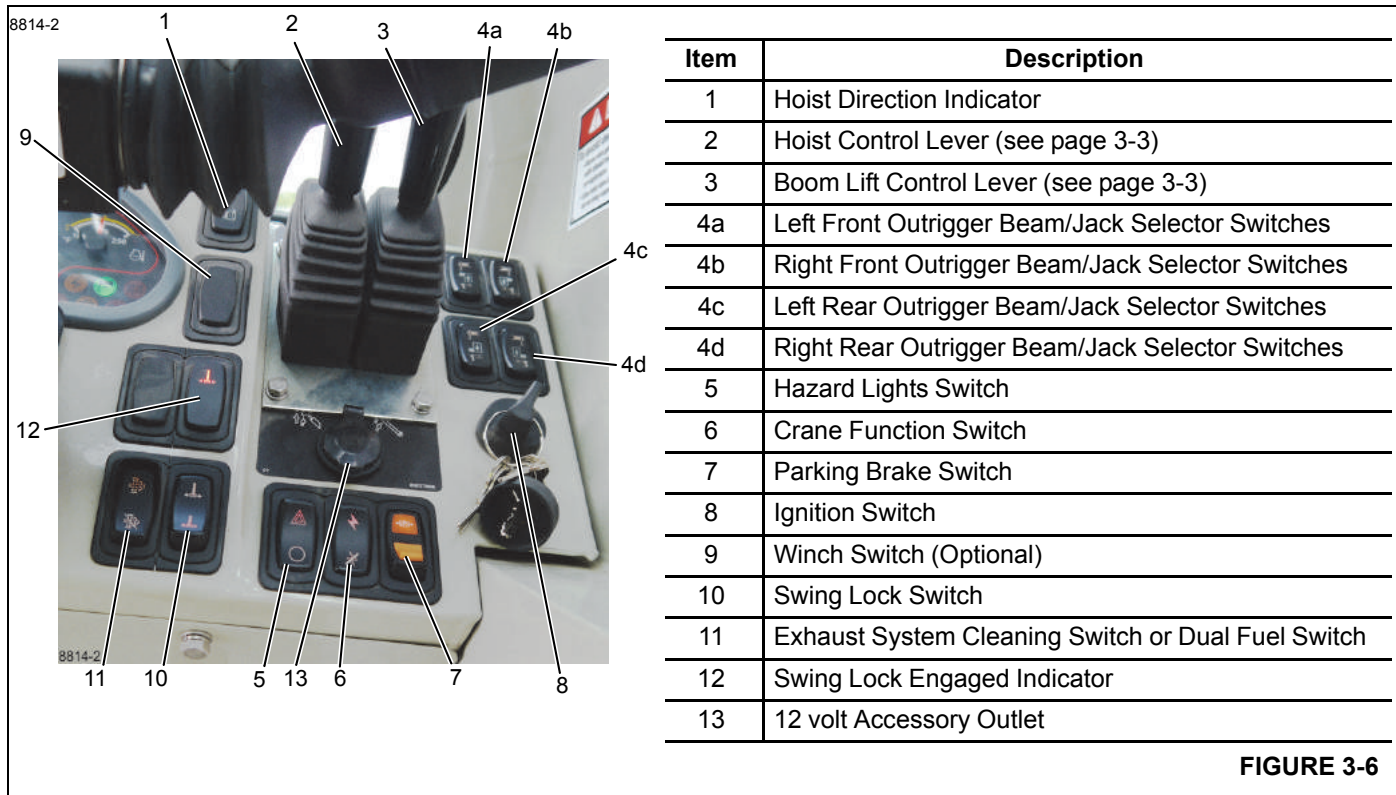 8814-2
1
2
3
4a
4b
9
4c
4d
12
11
10
5
13
6
7
8
8814-2
Item Description
1 Hoist Direction Indicator
2 Hoist Control Lever (see page 3-3)
3 Boom Lift Control Lever (see page 3-3)
4a Left Front Outrigger Beam/Jack Selector Switches
4b Right Front Outrigger Beam/Jack Selector Switches
4c Left Rear Outrigger Beam/Jack Selector Switches
4d Right Rear Outrigger Beam/Jack Selector Switches
5 Hazard Lights Switch
6 Crane Function Switch
7 Parking Brake Switch
8 Ignition Switch
9 Winch Switch (Optional)
10 Swing Lock Switch
11 Exhaust System Cleaning Switch or Dual Fuel Switch
12 Swing Lock Engaged Indicator
13 12 volt Accessory Outlet
FIGURE 3-6